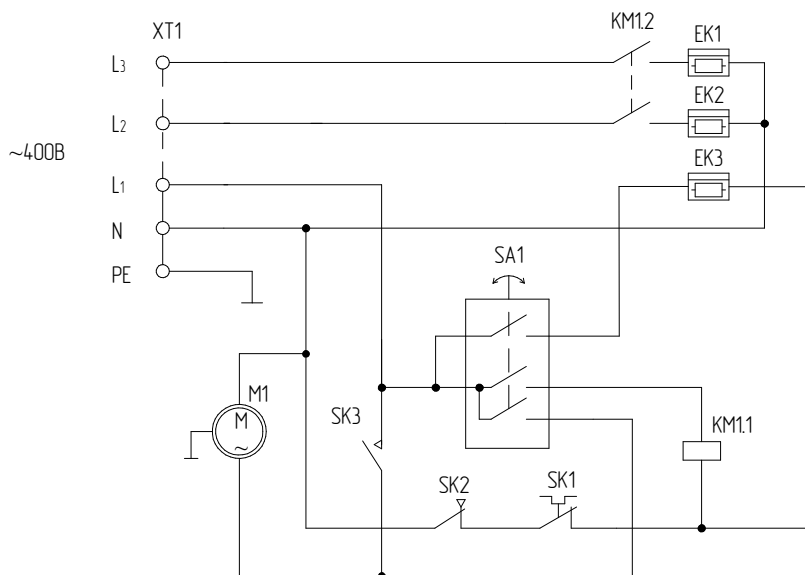 XT1
KM1.2
EK1
L3
EK2
L2
~400В
EK3
L1
N
SA1
PE
M1
M
~
SK3
KM1.1
SK2
SK1